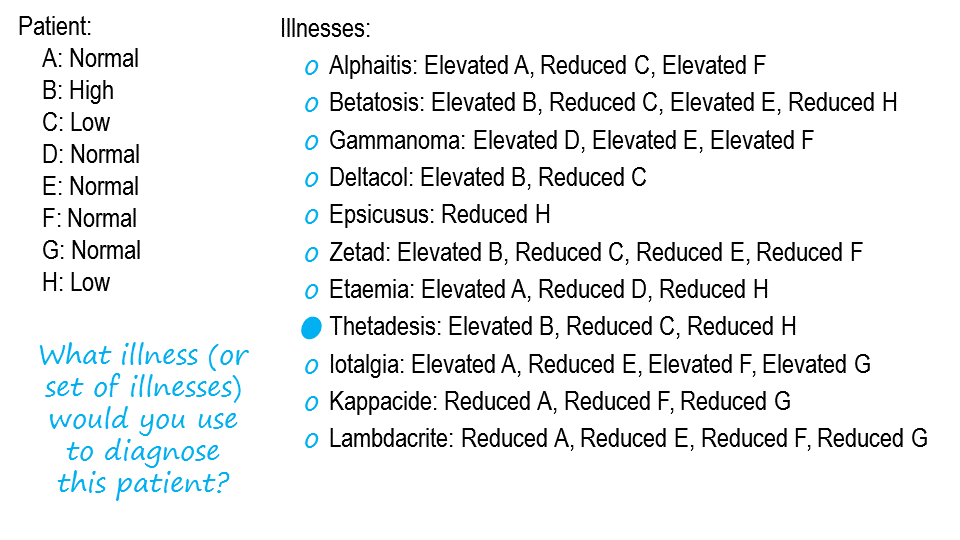 Patient:
A: Normal
B: High
C: Low
D: Normal
E: Normal
F: Normal
G: Normal
H: Low
What illness (or
set of illnesses)
would you use
to diagnose
this patient?
Illnesses:
Alphaitis: Elevated A, Reduced C, Elevated F
Betatosis: Elevated B, Reduced C, Elevated E, Reduced H
Gammanoma: Elevated D, Elevated E, Elevated F
Deltacol: Elevated B, Reduced C
Epsicusus: Reduced H
Zetad: Elevated B, Reduced C, Reduced E, Reduced F
Etaemia: Elevated A, Reduced D, Reduced H
Thetadesis: Elevated B, Reduced C, Reduced H
Iotalgia: Elevated A, Reduced E, Elevated F, Elevated G
Kappacide: Reduced A, Reduced F, Reduced G
Lambdacrite: Reduced A, Reduced E, Reduced F, Reduced G